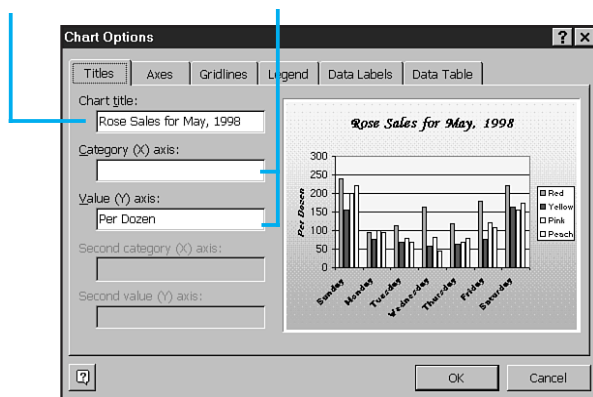 Chart Options
Titles Axes Gridlines Legend Data Labels Data Table
Chart title:
Rose Sales for May, 1998
Category (X) axis:
Value (Y) axis:
Per Dozen
Second category (X) axis:
Second value (Y) axis:
Rose Sales for May, 1998
300
250
200
150
100
50
0
Per Dozen
Sunday Monday Tuesday Wednesday Thursday Friday Saturday
Red
Yellow
Pink
Peach
OK Cancel